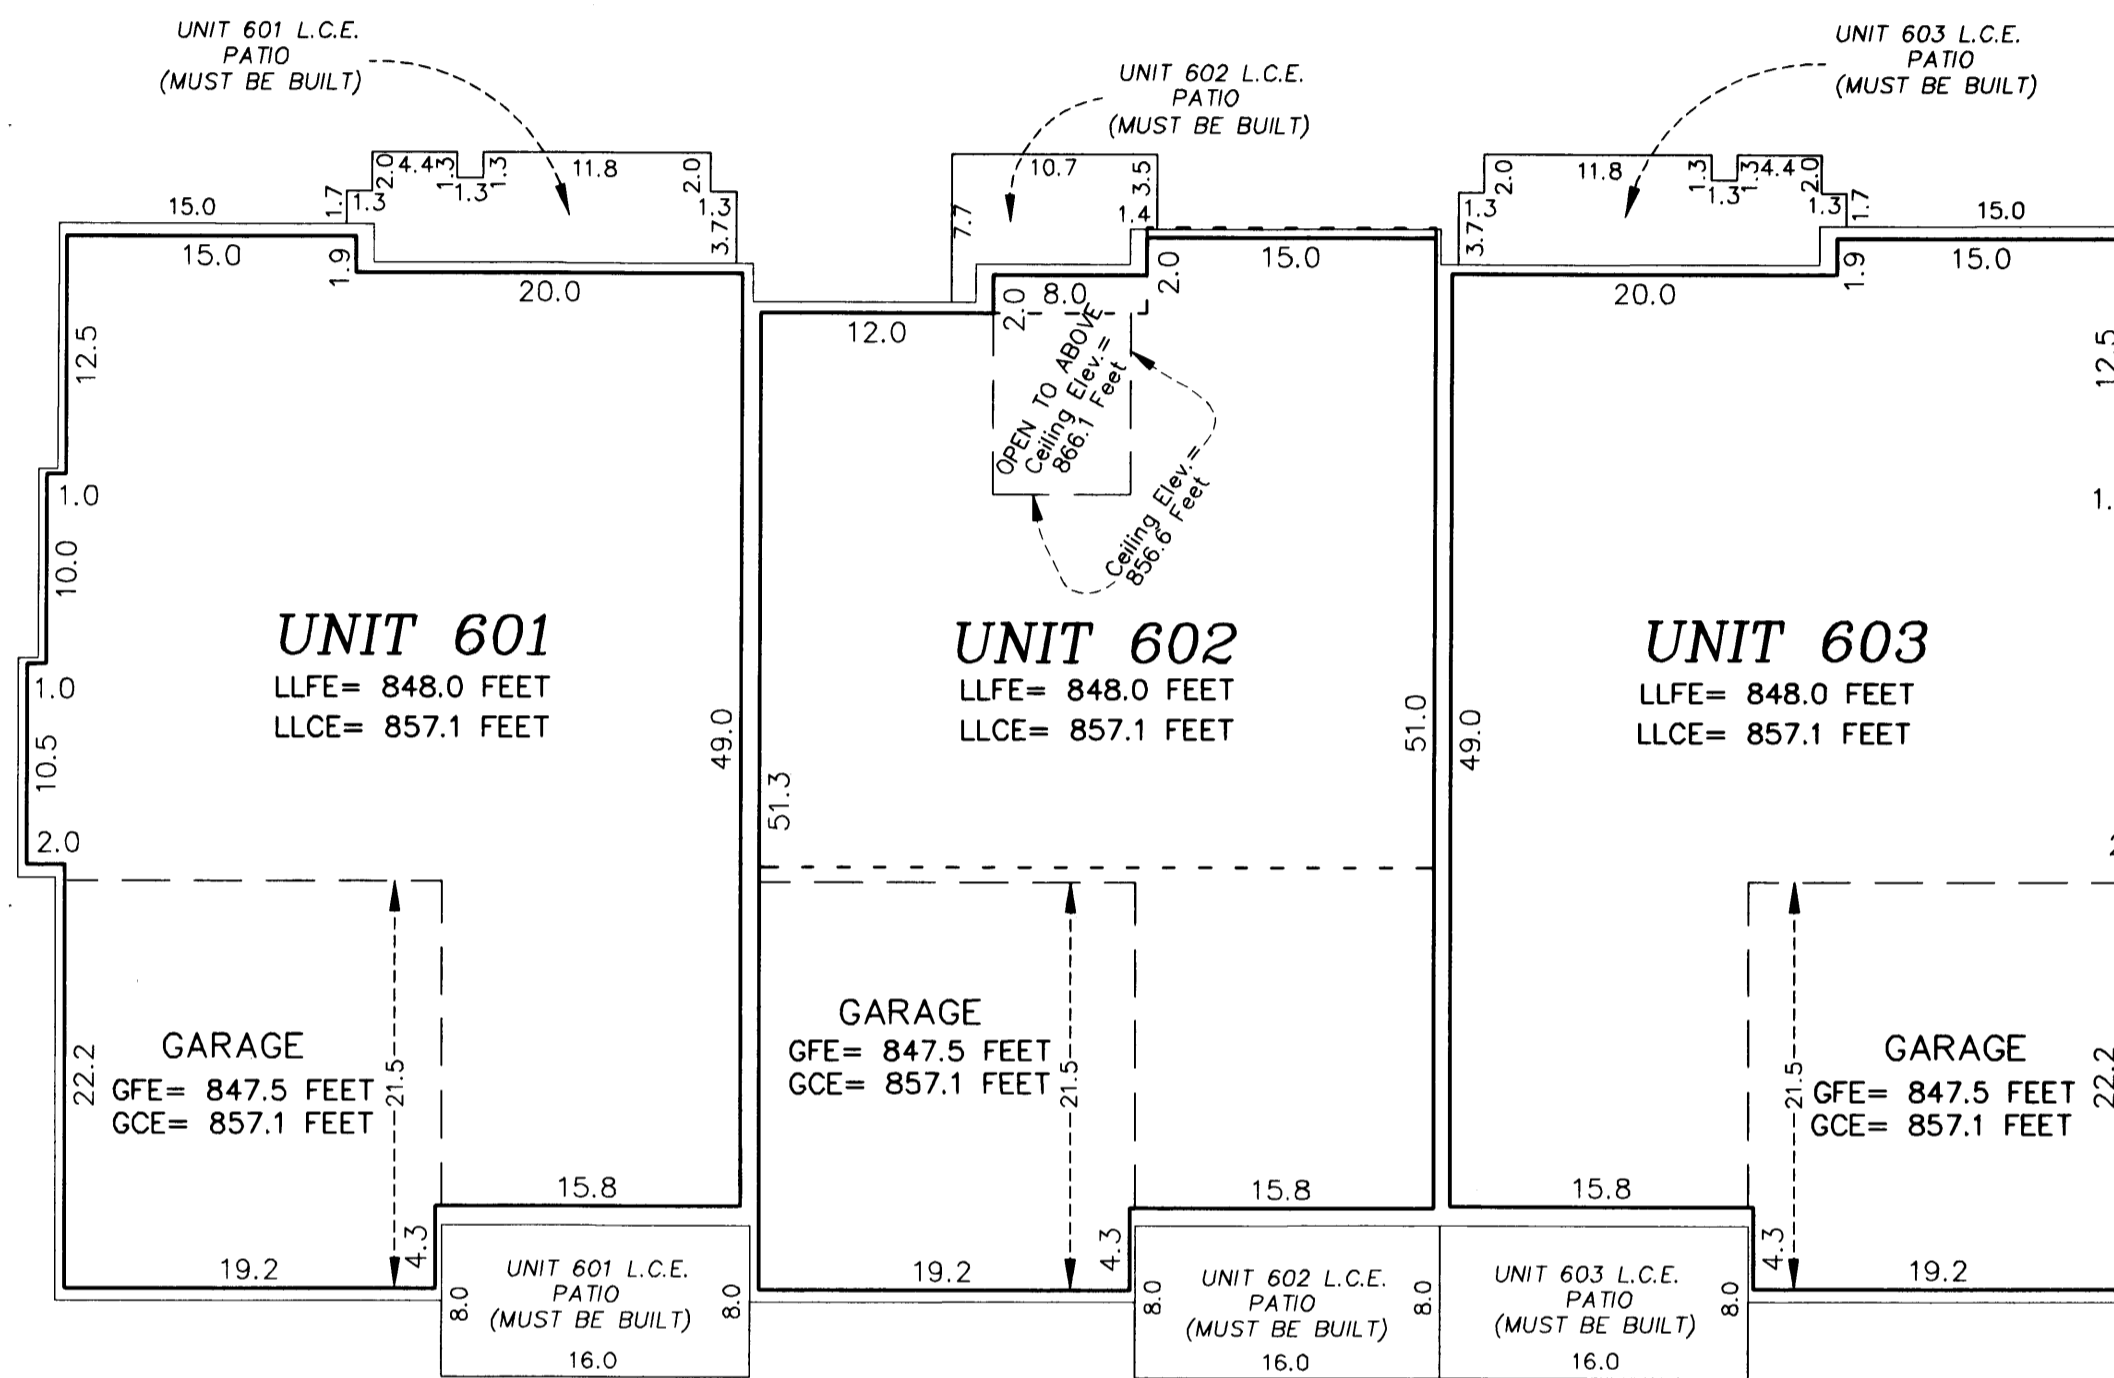 UNIT 601 L.C.E.
PATIO
(MUST BE BUILT)
UNIT 602 L.C.E.
PATIO
(MUST BE BUILT)
UNIT 603 L.C.E.
PATIO
(MUST BE BUILT)
15.0
1.7
1.3
2.0
4.4
1.3
1.3
1.3
11.8
2.0
1.3
3.7
7.7
10.7
3.5
1.4
2.0
11.8
1.3
1.3
1.3
4.4
2.0
1.3
3.7
1.3
1.7
15.0
15.0
1.9
20.0
12.0
2.0
8.0
2.0
15.0
20.0
1.9
15.0
12.5
OPEN TO ABOVE
Ceiling Elev.=
866.1 Feet
Ceiling Elev.=
856.6 Feet
12.5
1.0
10.0
1.0
10.5
2.0
1.
UNIT 601
LLFE= 848.0 FEET
LLCE= 857.1 FEET
49.0
51.3
UNIT 602
LLFE= 848.0 FEET
LLCE= 857.1 FEET
51.0
49.0
UNIT 603
LLFE= 848.0 FEET
LLCE= 857.1 FEET
22.2
GARAGE
GFE= 847.5 FEET
GCE= 857.1 FEET
21.5
GARAGE
GFE= 847.5 FEET
GCE= 857.1 FEET
21.5
21.5
GARAGE
GFE= 847.5 FEET
GCE= 857.1 FEET
22.2
19.2
4.3
15.8
19.2
4.3
15.8
15.8
4.3
19.2
8.0
UNIT 601 L.C.E.
PATIO
(MUST BE BUILT)
8.0
16.0
8.0
UNIT 602 L.C.E.
PATIO
(MUST BE BUILT)
8.0
16.0
UNIT 603 L.C.E.
PATIO
(MUST BE BUILT)
8.0
16.0